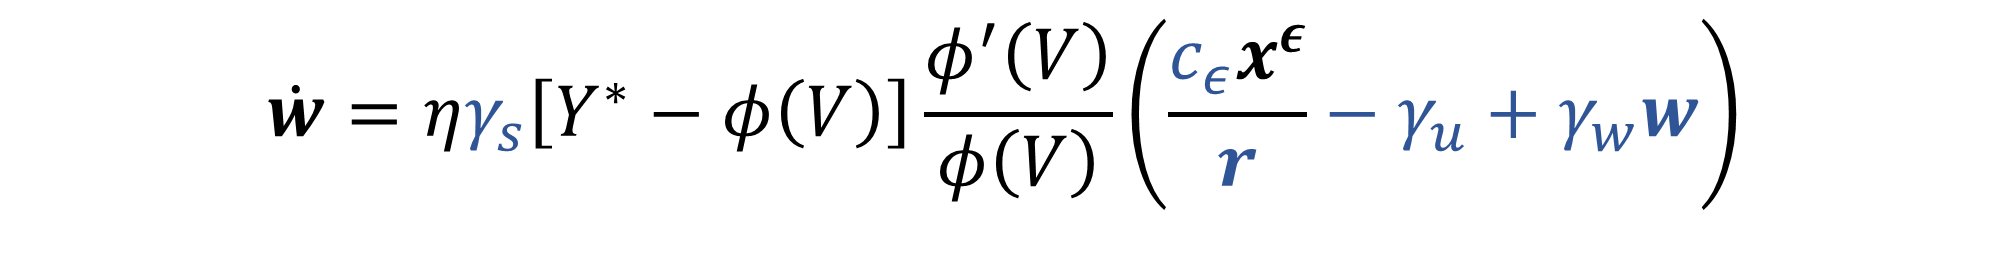 ẇ = ηγ_s[Y* − ϕ(V)] ϕ′(V)/ϕ(V) (c_ϵ x^ϵ / r − γ_u + γ_w w)